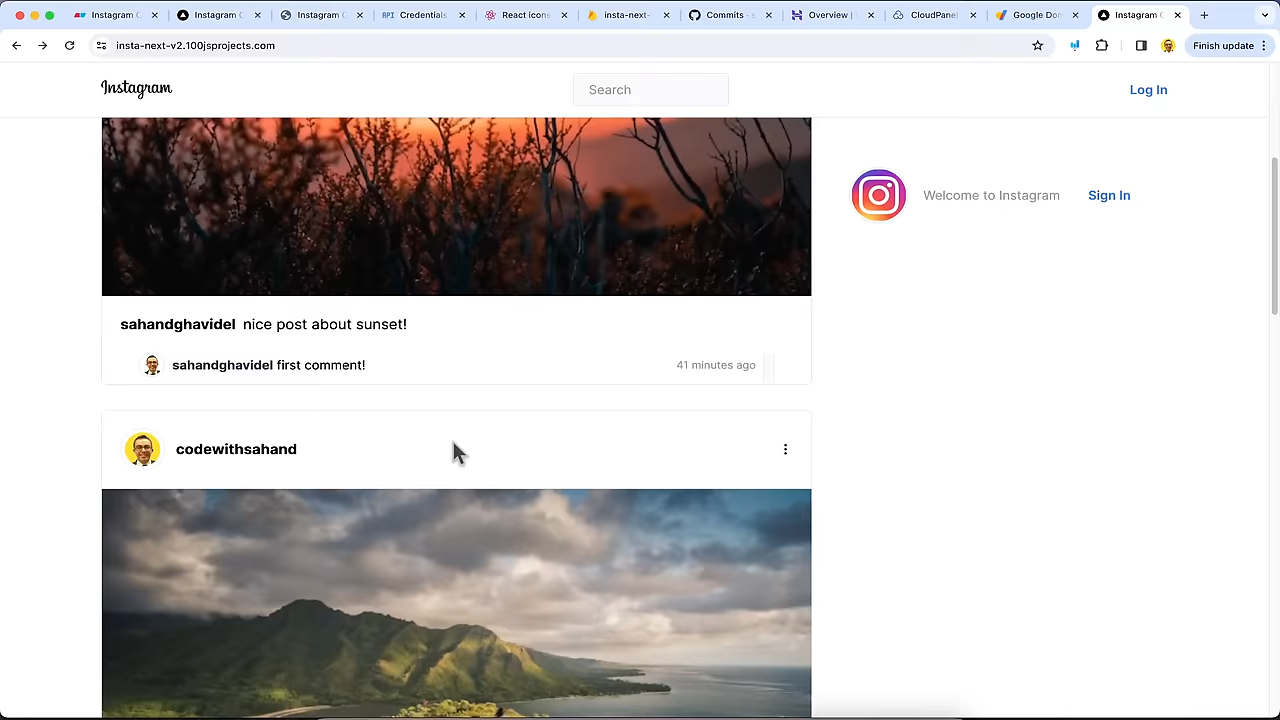 Instagram C
Instagram C
Instagram C
RPI Credentials
React icons
insta-next-
Commits · s
Overview |
CloudPanel
Google Don
Instagram C
insta-next-v2.100jsprojects.com
Finish update
Instagram
Search
Log In
Welcome to Instagram
Sign In
sahandghavidel nice post about sunset!
sahandghavidel first comment!
41 minutes ago
codewithsahand